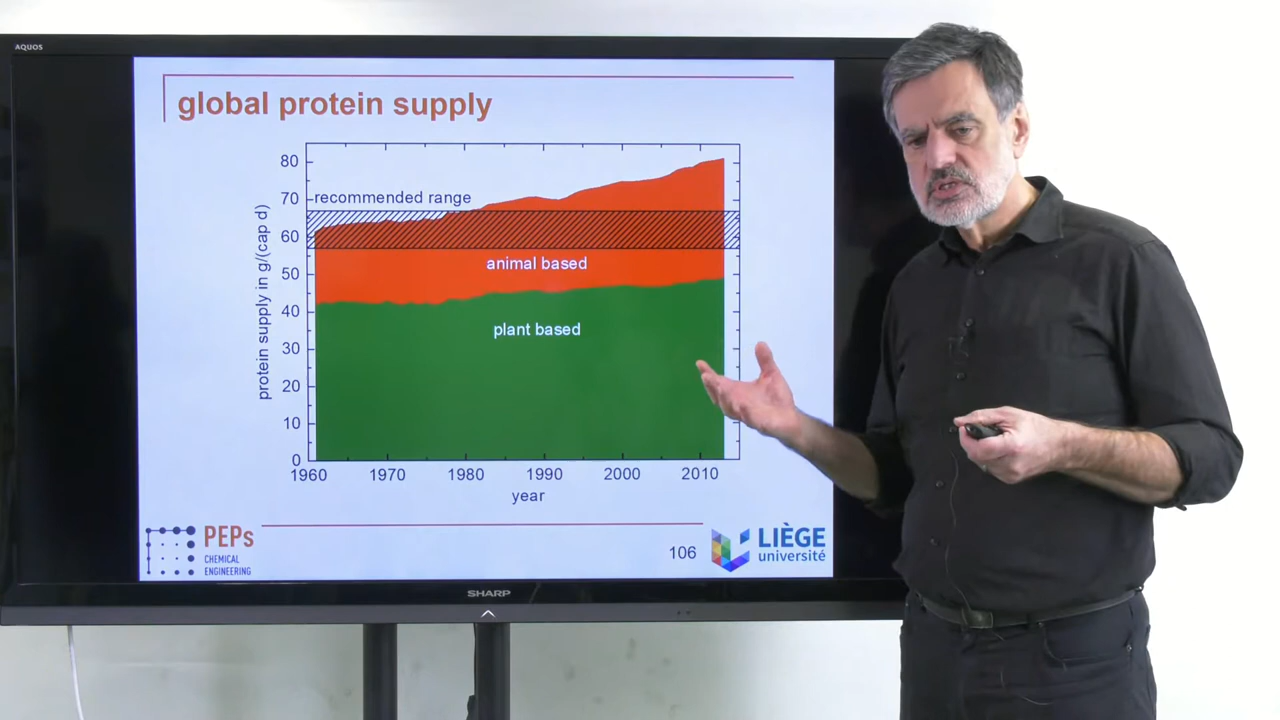 AQUOS
global protein supply
protein supply in g/(cap d)
80
70
60
50
40
30
20
10
0
recommended range
animal based
plant based
1960 1970 1980 1990 2000 2010
year
PEPs
CHEMICAL
ENGINEERING
106
LIÈGE
université
SHARP